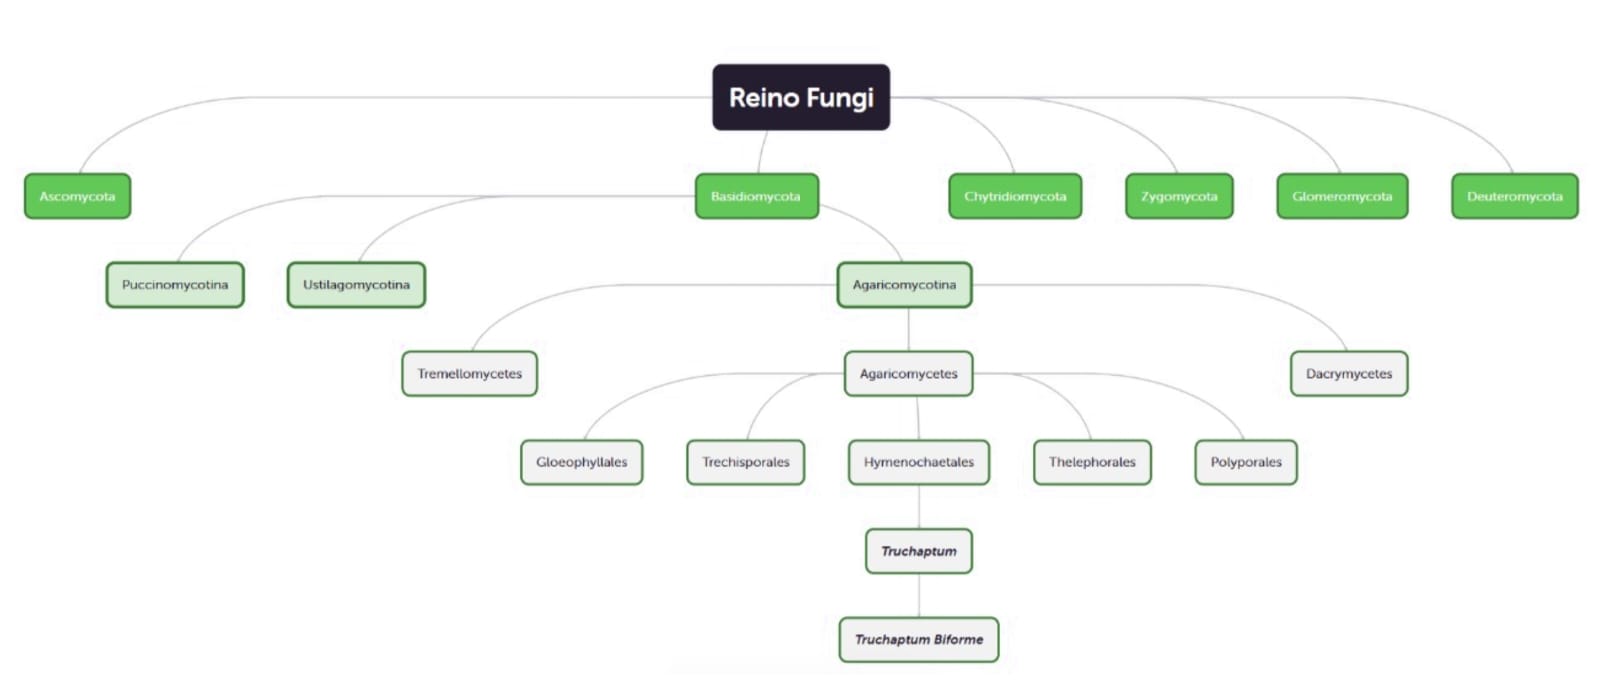 Reino Fungi
Ascomycota
Basidiomycota
Chytridiomycota
Zygomycota
Glomeromycota
Deuteromycota
Puccinomycotina
Ustilagomycotina
Agaricomycotina
Tremellomycetes
Agaricomycetes
Dacrymycetes
Gloeophyllales
Trechisporales
Hymenochaetales
Thelephorales
Polyporales
Truchaptum
Truchaptum Biforme